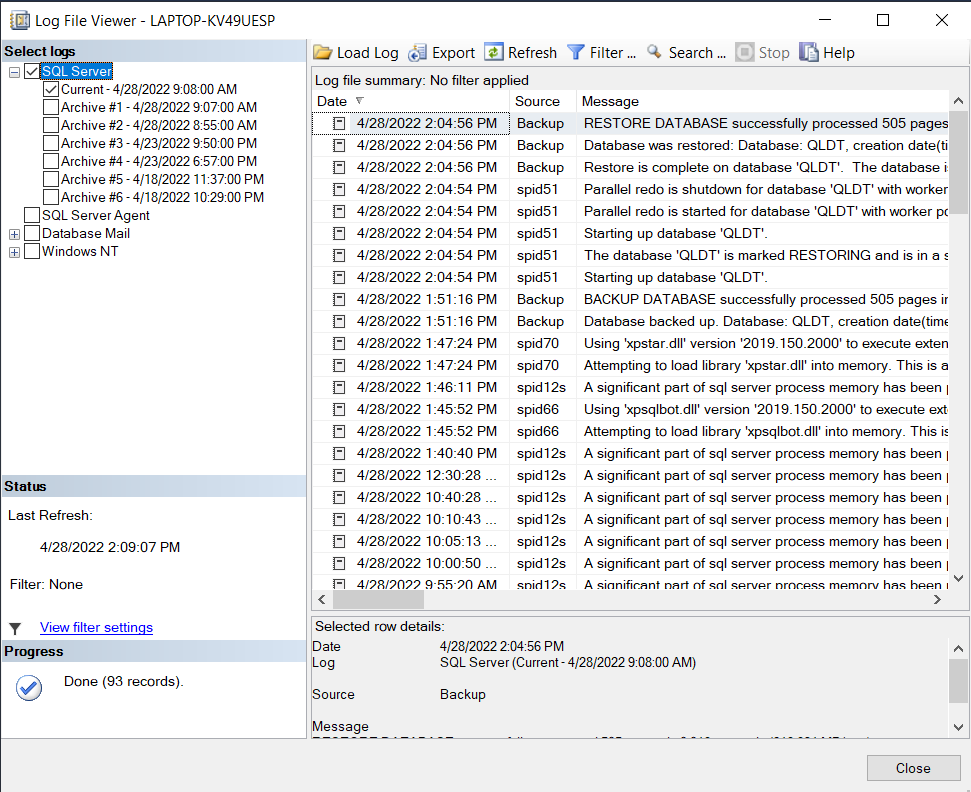 Log File Viewer - LAPTOP-KV49UESP
Select logs
SQL Server
Current - 4/28/2022 9:08:00 AM
Archive #1 - 4/28/2022 9:07:00 AM
Archive #2 - 4/28/2022 8:55:00 AM
Archive #3 - 4/23/2022 9:50:00 PM
Archive #4 - 4/23/2022 6:57:00 PM
Archive #5 - 4/18/2022 11:37:00 PM
Archive #6 - 4/18/2022 10:29:00 PM
SQL Server Agent
Database Mail
Windows NT
Status
Last Refresh:
4/28/2022 2:09:07 PM
Filter: None
View filter settings
Progress
Done (93 records).
Load Log Export Refresh Filter ... Search ... Stop Help
Log file summary: No filter applied
Date Source Message
4/28/2022 2:04:56 PM Backup RESTORE DATABASE successfully processed 505 pages
4/28/2022 2:04:56 PM Backup Database was restored: Database: QLDT, creation date(ti
4/28/2022 2:04:56 PM Backup Restore is complete on database 'QLDT'. The database i
4/28/2022 2:04:54 PM spid51 Parallel redo is shutdown for database 'QLDT' with worker
4/28/2022 2:04:54 PM spid51 Parallel redo is started for database 'QLDT' with worker po
4/28/2022 2:04:54 PM spid51 Starting up database 'QLDT'.
4/28/2022 2:04:54 PM spid51 The database 'QLDT' is marked RESTORING and is in a s
4/28/2022 2:04:54 PM spid51 Starting up database 'QLDT'.
4/28/2022 1:51:16 PM Backup BACKUP DATABASE successfully processed 505 pages in
4/28/2022 1:51:16 PM Backup Database backed up. Database: QLDT, creation date(time
4/28/2022 1:47:24 PM spid70 Using 'xpstar.dll' version '2019.150.2000' to execute exten
4/28/2022 1:47:24 PM spid70 Attempting to load library 'xpstar.dll' into memory. This is a
4/28/2022 1:46:11 PM spid12s A significant part of sql server process memory has been p
4/28/2022 1:45:52 PM spid66 Using 'xpsqlbot.dll' version '2019.150.2000' to execute ext
4/28/2022 1:45:52 PM spid66 Attempting to load library 'xpsqlbot.dll' into memory. This is
4/28/2022 1:40:40 PM spid12s A significant part of sql server process memory has been p
4/28/2022 12:30:28 ... spid12s A significant part of sql server process memory has been p
4/28/2022 10:40:28 ... spid12s A significant part of sql server process memory has been p
4/28/2022 10:10:43 ... spid12s A significant part of sql server process memory has been p
4/28/2022 10:05:13 ... spid12s A significant part of sql server process memory has been p
4/28/2022 10:00:50 ... spid12s A significant part of sql server process memory has been p
4/28/2022 9:55:20 AM spid12s A significant part of sql server process memory has been p
Selected row details:
Date 4/28/2022 2:04:56 PM
Log SQL Server (Current - 4/28/2022 9:08:00 AM)
Source Backup
Message
Close